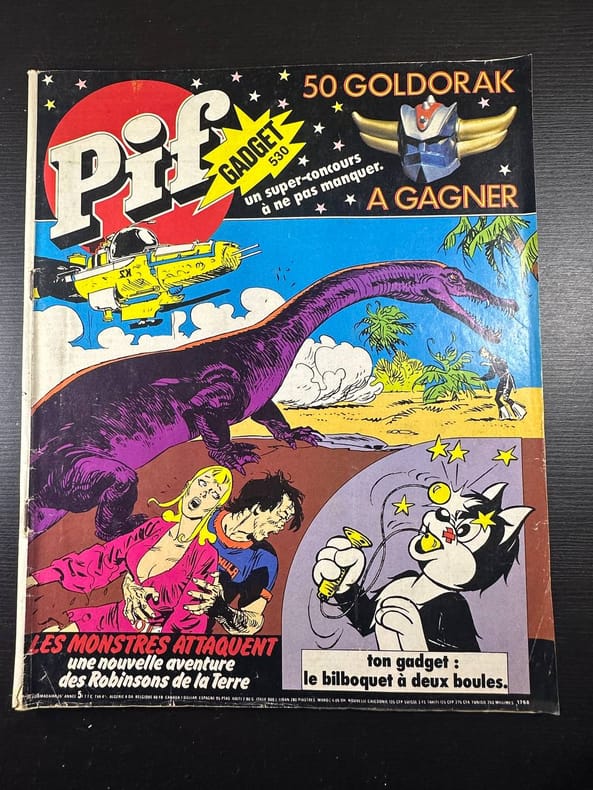 50 GOLDORAK
Pif
GADGET
530
un super-concours
à ne pas manquer.
A GAGNER
LES MONSTRES ATTAQUENT
une nouvelle aventure
des Robinsons de la Terre
ton gadget :
le bilboquet à deux boules.
1768